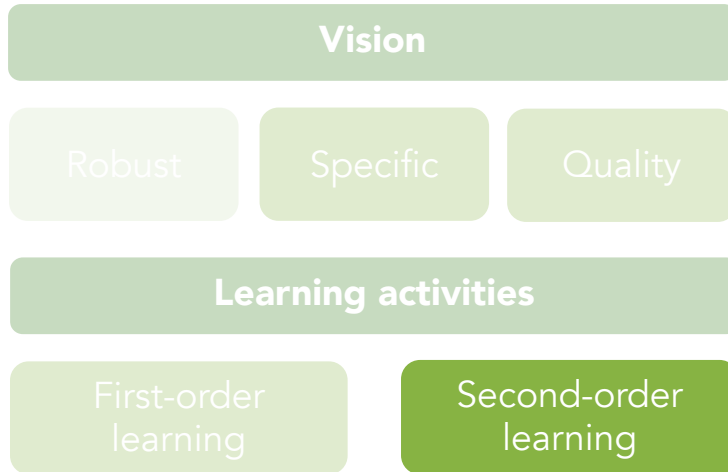 Vision
Robust
Specific
Quality
Learning activities
First-order
learning
Second-order
learning